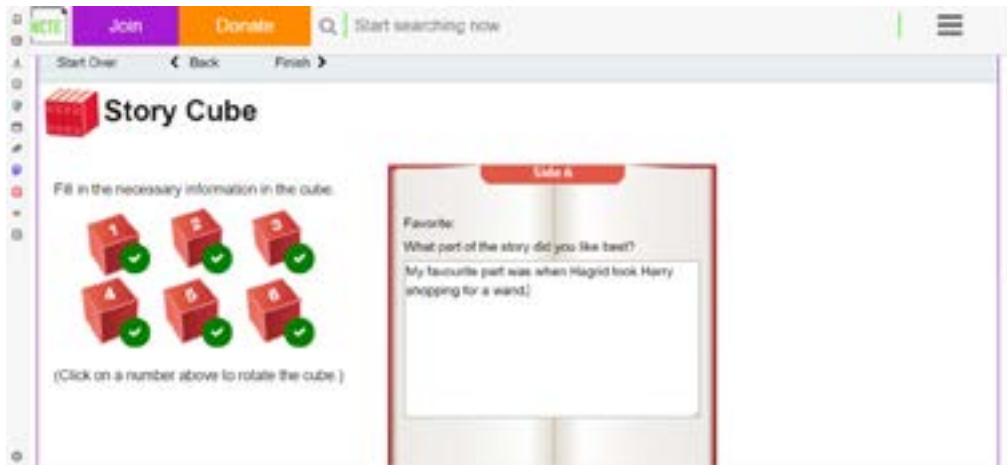 NCTE Join Donate Start searching now
Start Over Back Finish
Story Cube
Side 6
Fill in the necessary information in the cube.
1 2 3
4 5 6
(Click on a number above to rotate the cube.)
Favorite:
What part of the story did you like best?
My favourite part was when Hagrid took Harry
shopping for a wand.